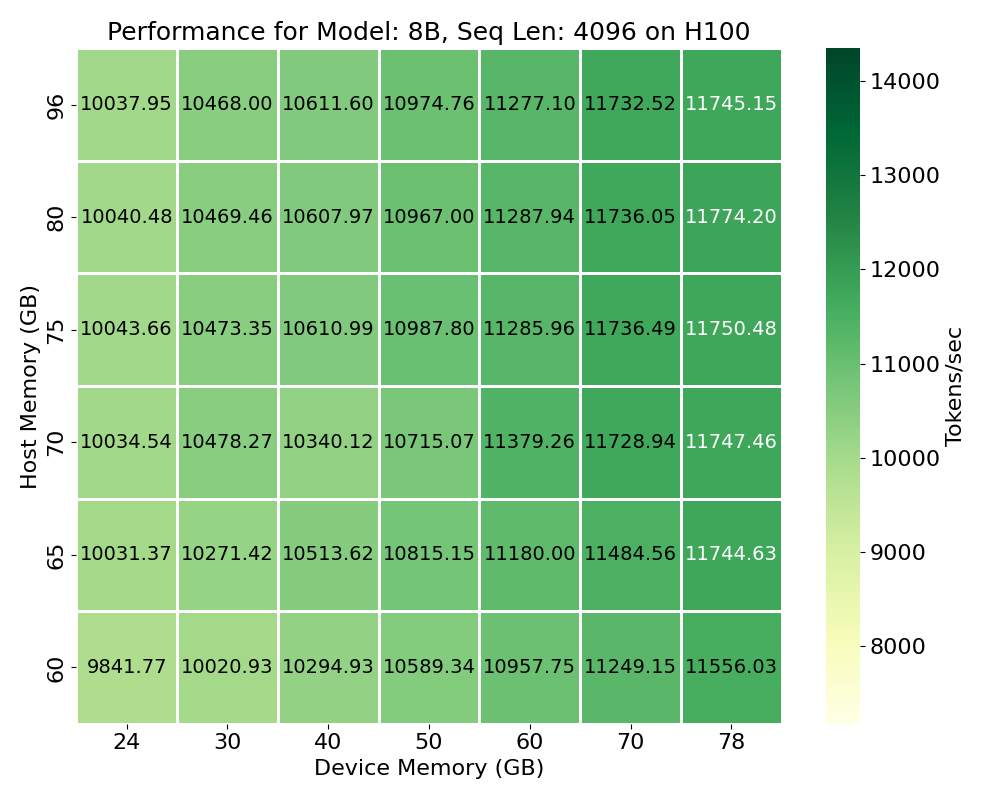 Performance for Model: 8B, Seq Len: 4096 on H100
96 10037.95 10468.00 10611.60 10974.76 11277.10 11732.52 11745.15
80 10040.48 10469.46 10607.97 10967.00 11287.94 11736.05 11774.20
75 10043.66 10473.35 10610.99 10987.80 11285.96 11736.49 11750.48
70 10034.54 10478.27 10340.12 10715.07 11379.26 11728.94 11747.46
65 10031.37 10271.42 10513.62 10815.15 11180.00 11484.56 11744.63
60 9841.77 10020.93 10294.93 10589.34 10957.75 11249.15 11556.03
24 30 40 50 60 70 78
Device Memory (GB)
Host Memory (GB)
14000
13000
12000
11000
10000
9000
8000
Tokens/sec